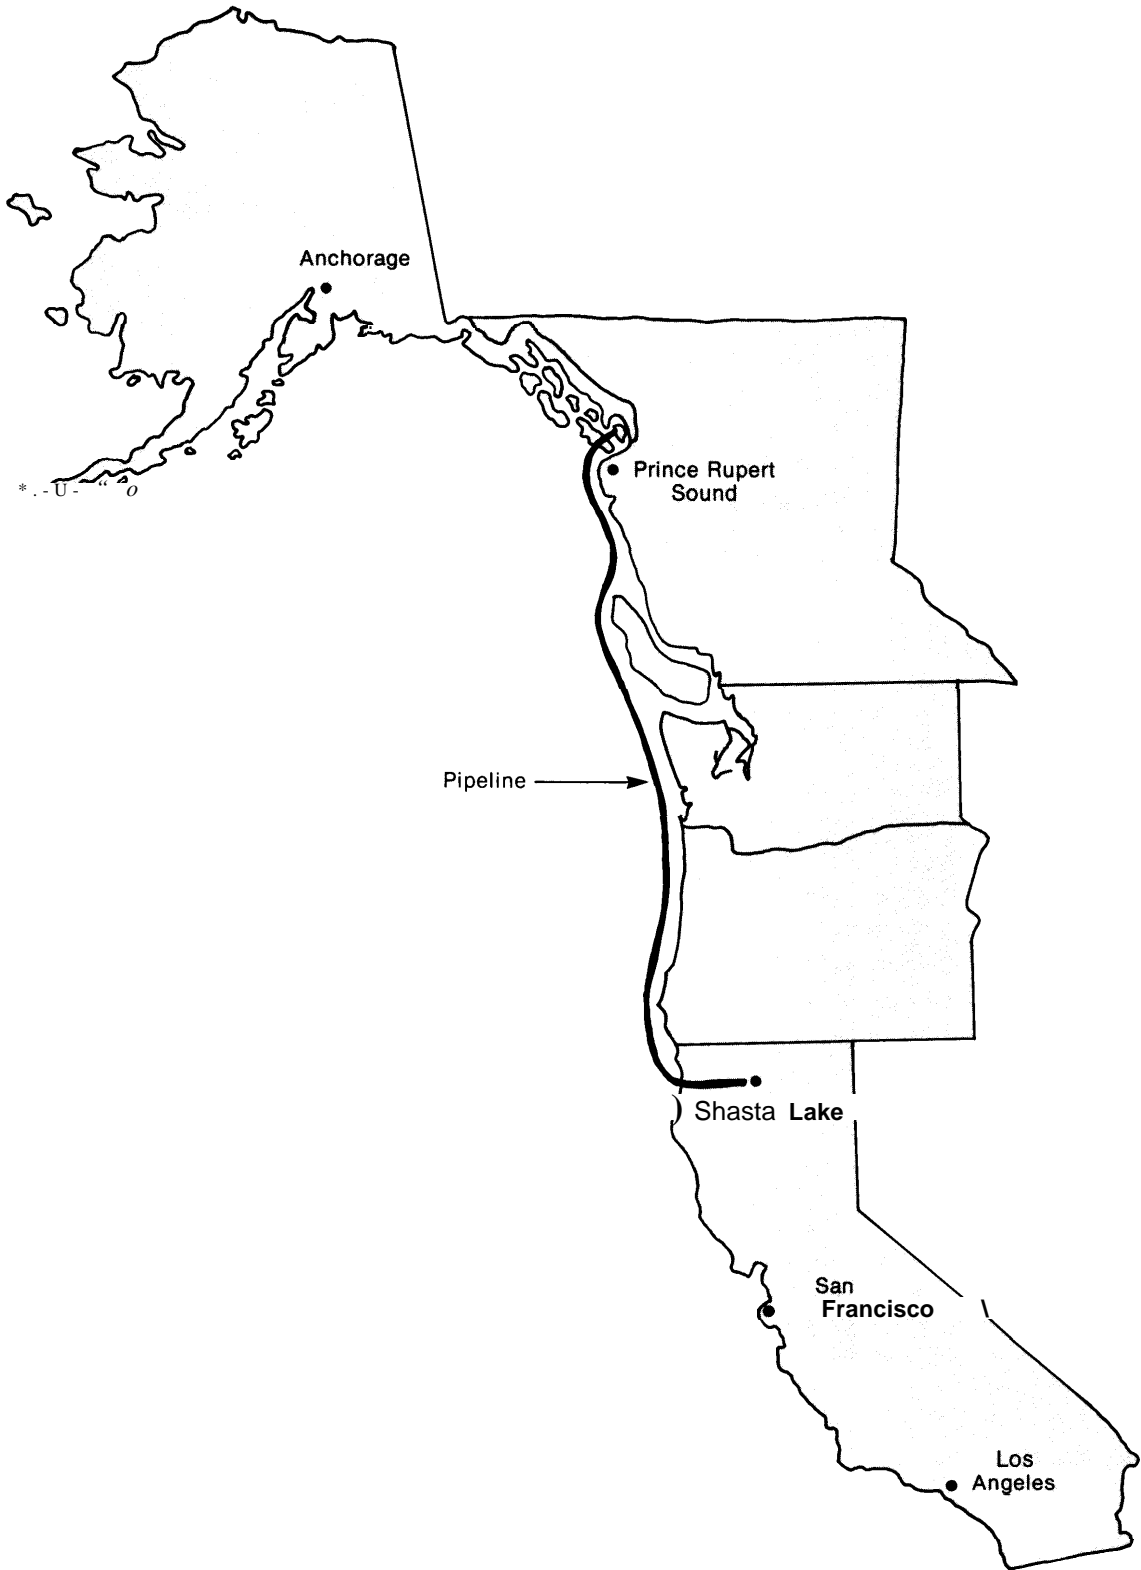 Anchorage
Prince Rupert
Sound
Pipeline
Shasta Lake
San
Francisco
Los
Angeles